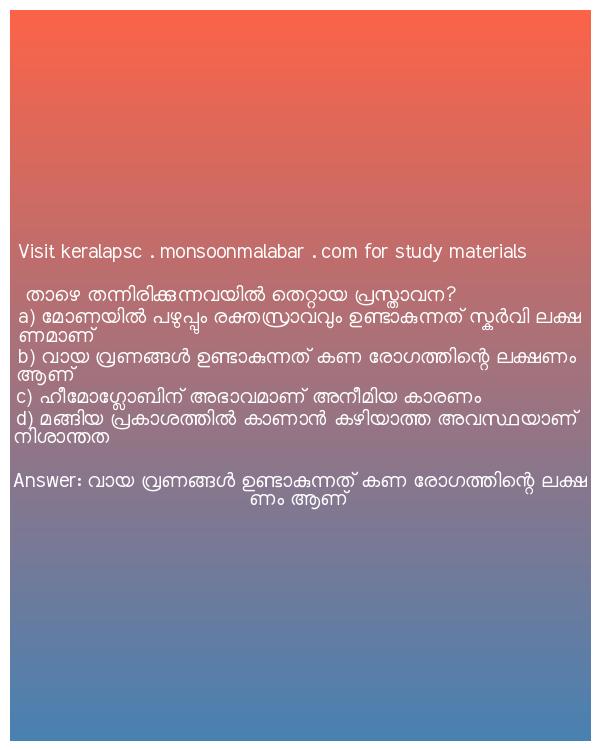 Visit keralapsc . monsoonmalabar . com for study materials
താഴെ തന്നിരിക്കുന്നവയിൽ തെറ്റായ പ്രസ്താവന?
a) മോണയിൽ പഴുപ്പും രക്തസ്രാവവും ഉണ്ടാകുന്നത് സ്കർവി ലക്ഷ
ണമാണ്
b) വായ വ്രണങ്ങൾ ഉണ്ടാകുന്നത് കണ രോഗത്തിന്റെ ലക്ഷണം
ആണ്
c) ഹീമോഗ്ലോബിന് അഭാവമാണ് അനീമിയ കാരണം
d) മങ്ങിയ പ്രകാശത്തിൽ കാണാൻ കഴിയാത്ത അവസ്ഥയാണ്
നിശാന്തത
Answer: വായ വ്രണങ്ങൾ ഉണ്ടാകുന്നത് കണ രോഗത്തിന്റെ ലക്ഷ
ണം ആണ്